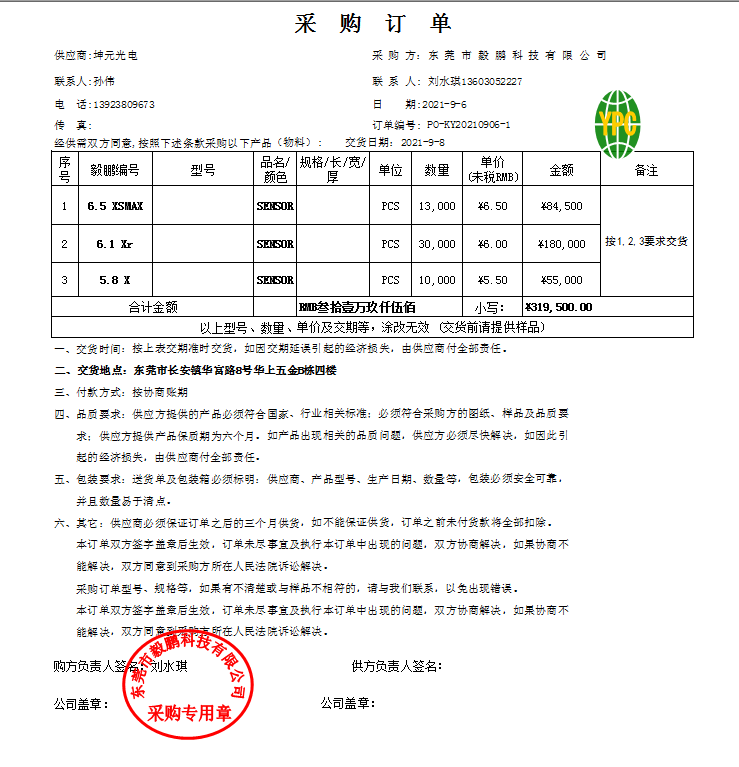 采 购 订 单
供应商:坤元光电 采 购 方: 东 莞 市 毅 鹏 科 技 有 限 公 司
联系人:孙伟 联 系 人: 刘水琪13603052227
电 话:13923809673 日 期:2021-9-6
传 真: 订单编号: PO-KY20210906-1
YPC
经供需双方同意,按照下述条款采购以下产品(物料): 交货日期: 2021-9-8
序号 毅鹏编号 型号 品名/颜色 规格/长/宽/厚 单位 数量 单价(未税RMB) 金额 备注
1 6.5 XSMAX SENSOR PCS 13,000 ¥6.50 ¥84,500
2 6.1 Xr SENSOR PCS 30,000 ¥6.00 ¥180,000 按1,2,3要求交货
3 5.8 X SENSOR PCS 10,000 ¥5.50 ¥55,000
合计金额 RMB叁拾壹万玖仟伍佰 小写: ¥319,500.00
以上型号、数量、单价及交期等,涂改无效 (交货前请提供样品)
一、交货时间: 按上表交期准时交货, 如因交期延误引起的经济损失, 由供应商付全部责任。
二、交货地点: 东莞市长安镇华富路8号华上五金B栋四楼
三、付款方式: 按协商账期
四、品质要求: 供应方提供的产品必须符合国家、行业相关标准; 必须符合采购方的图纸、样品及品质要
求; 供应方提供产品保质期为六个月. 如产品出现相关的品质问题, 供应方必须尽快解决, 如因此引
起的经济损失, 由供应商付全部责任。
五、包装要求: 送货单及包装箱必须标明: 供应商、产品型号、生产日期、数量等, 包装必须安全可靠,
并且数量易于清点。
六、其它: 供应商必须保证订单之后的三个月供货, 如不能保证供货, 订单之前未付货款将全部扣除.
本订单双方签字盖章后生效, 订单未尽事宜及执行本订单中出现的问题, 双方协商解决, 如果协商不
能解决, 双方同意到采购方所在人民法院诉讼解决.
采购订单型号、规格等, 如果有不清楚或与样品不相符的, 请与我们联系, 以免出现错误.
本订单双方签字盖章后生效, 订单未尽事宜及执行本订单中出现的问题, 双方协商解决, 如果协商不
能解决, 双方同意到采购方所在人民法院诉讼解决.
购方负责人签名: 刘水琪 供方负责人签名:
公司盖章: 公司盖章:
东莞市毅鹏科技有限公司
采购专用章